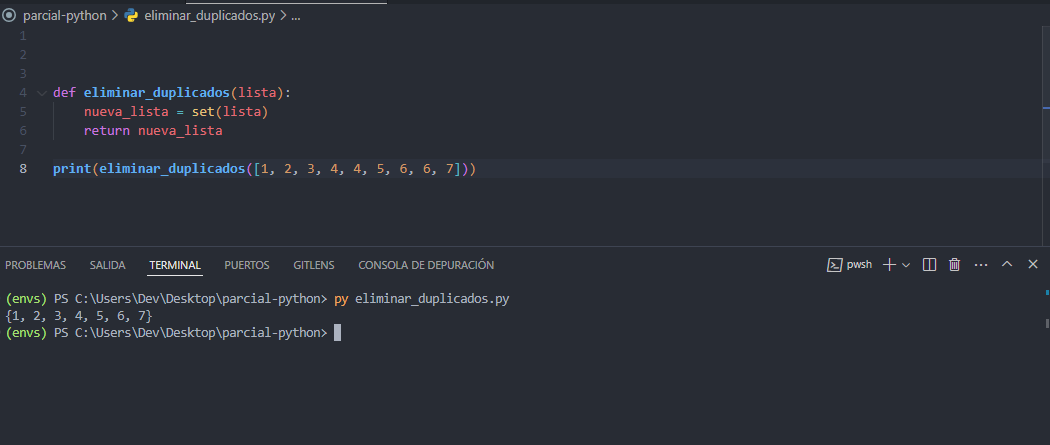 parcial-python > eliminar_duplicados.py > ...
1
2
3
4 def eliminar_duplicados(lista):
5     nueva_lista = set(lista)
6     return nueva_lista
7
8 print(eliminar_duplicados([1, 2, 3, 4, 4, 5, 6, 6, 7]))
PROBLEMAS SALIDA TERMINAL PUERTOS GITLENS CONSOLA DE DEPURACIÓN pwsh
(envs) PS C:\Users\Dev\Desktop\parcial-python> py eliminar_duplicados.py
{1, 2, 3, 4, 5, 6, 7}
(envs) PS C:\Users\Dev\Desktop\parcial-python>